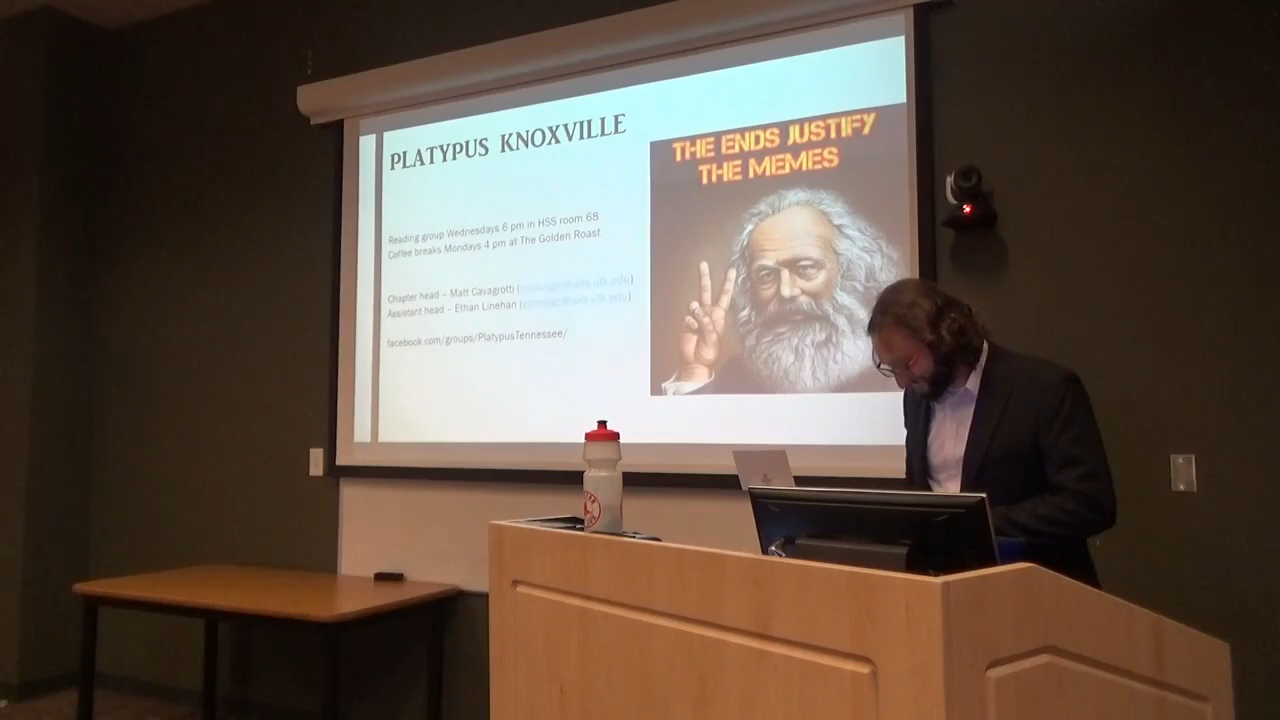 PLATYPUS KNOXVILLE
THE ENDS JUSTIFY
THE MEMES
Reading group Wednesdays 6 pm in HSS room 68
Coffee breaks Mondays 4 pm at The Golden Roast
Chapter head – Matt Cavagrotti (
Assistant head – Ethan Linehan (
facebook.com/groups/PlatypusTennessee/